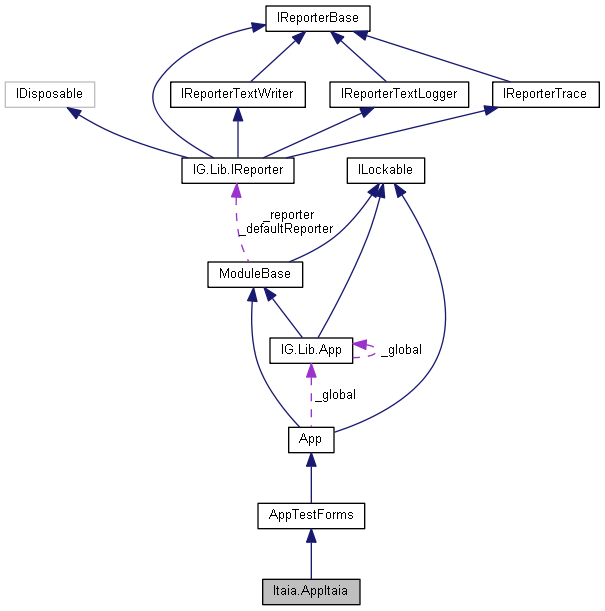 IReporterBase
IDisposable
IReporterTextWriter
IReporterTextLogger
IReporterTrace
IG.Lib.IReporter
ILockable
_reporter
_defaultReporter
ModuleBase
IG.Lib.App
_global
_global
App
AppTestForms
Itaia.AppItaia